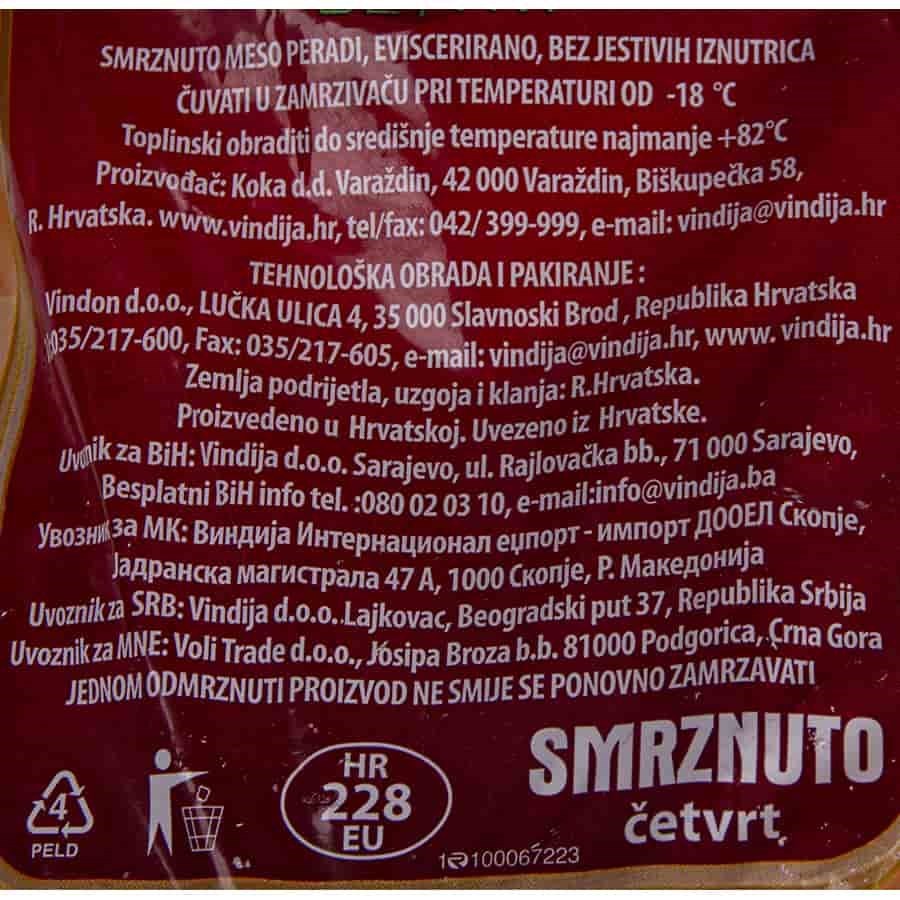 SMRZNUTO MESO PERADI, EVISCERIRANO, BEZ JESTIVIH IZNUTRICA
ČUVATI U ZAMRZIVAČU PRI TEMPERATURI OD -18 °C
Toplinski obraditi do središnje temperature najmanje +82°C
Proizvođač: Koka d.d. Varaždin, 42 000 Varaždin, Biškupečka 58,
R. Hrvatska. www.vindija.hr, tel/fax: 042/ 399-999, e-mail: vindija@vindija.hr
TEHNOLOŠKA OBRADA I PAKIRANJE :
Vindon d.o.o., LUČKA ULICA 4, 35 000 Slavnoski Brod , Republika Hrvatska
035/217-600, Fax: 035/217-605, e-mail: vindija@vindija.hr, www. vindija.hr
Zemlja podrijetla, uzgoja i klanja: R.Hrvatska.
Proizvedeno u Hrvatskoj. Uvezeno iz Hrvatske.
Uvoznik za BiH: Vindija d.o.o. Sarajevo, ul. Rajlovačka bb., 71 000 Sarajevo,
Besplatni BiH info tel. :080 02 03 10, e-mail:info@vindija.ba
Увозник за МК: Виндија Интернационал еџпорт - импорт ДООЕЛ Скопје,
Јадранска магистрала 47 А, 1000 Скопје, Р. Македонија
Uvoznik za SRB: Vindija d.o.o. Lajkovac, Beogradski put 37, Republika Srbija
Uvoznik za MNE: Voli Trade d.o.o., Josipa Broza b.b. 81000 Podgorica, Crna Gora
JEDNOM ODMRZNUTI PROIZVOD NE SMIJE SE PONOVNO ZAMRZAVATI
SMRZNUTO
četvrt
4
PELD
HR
228
EU
100067223